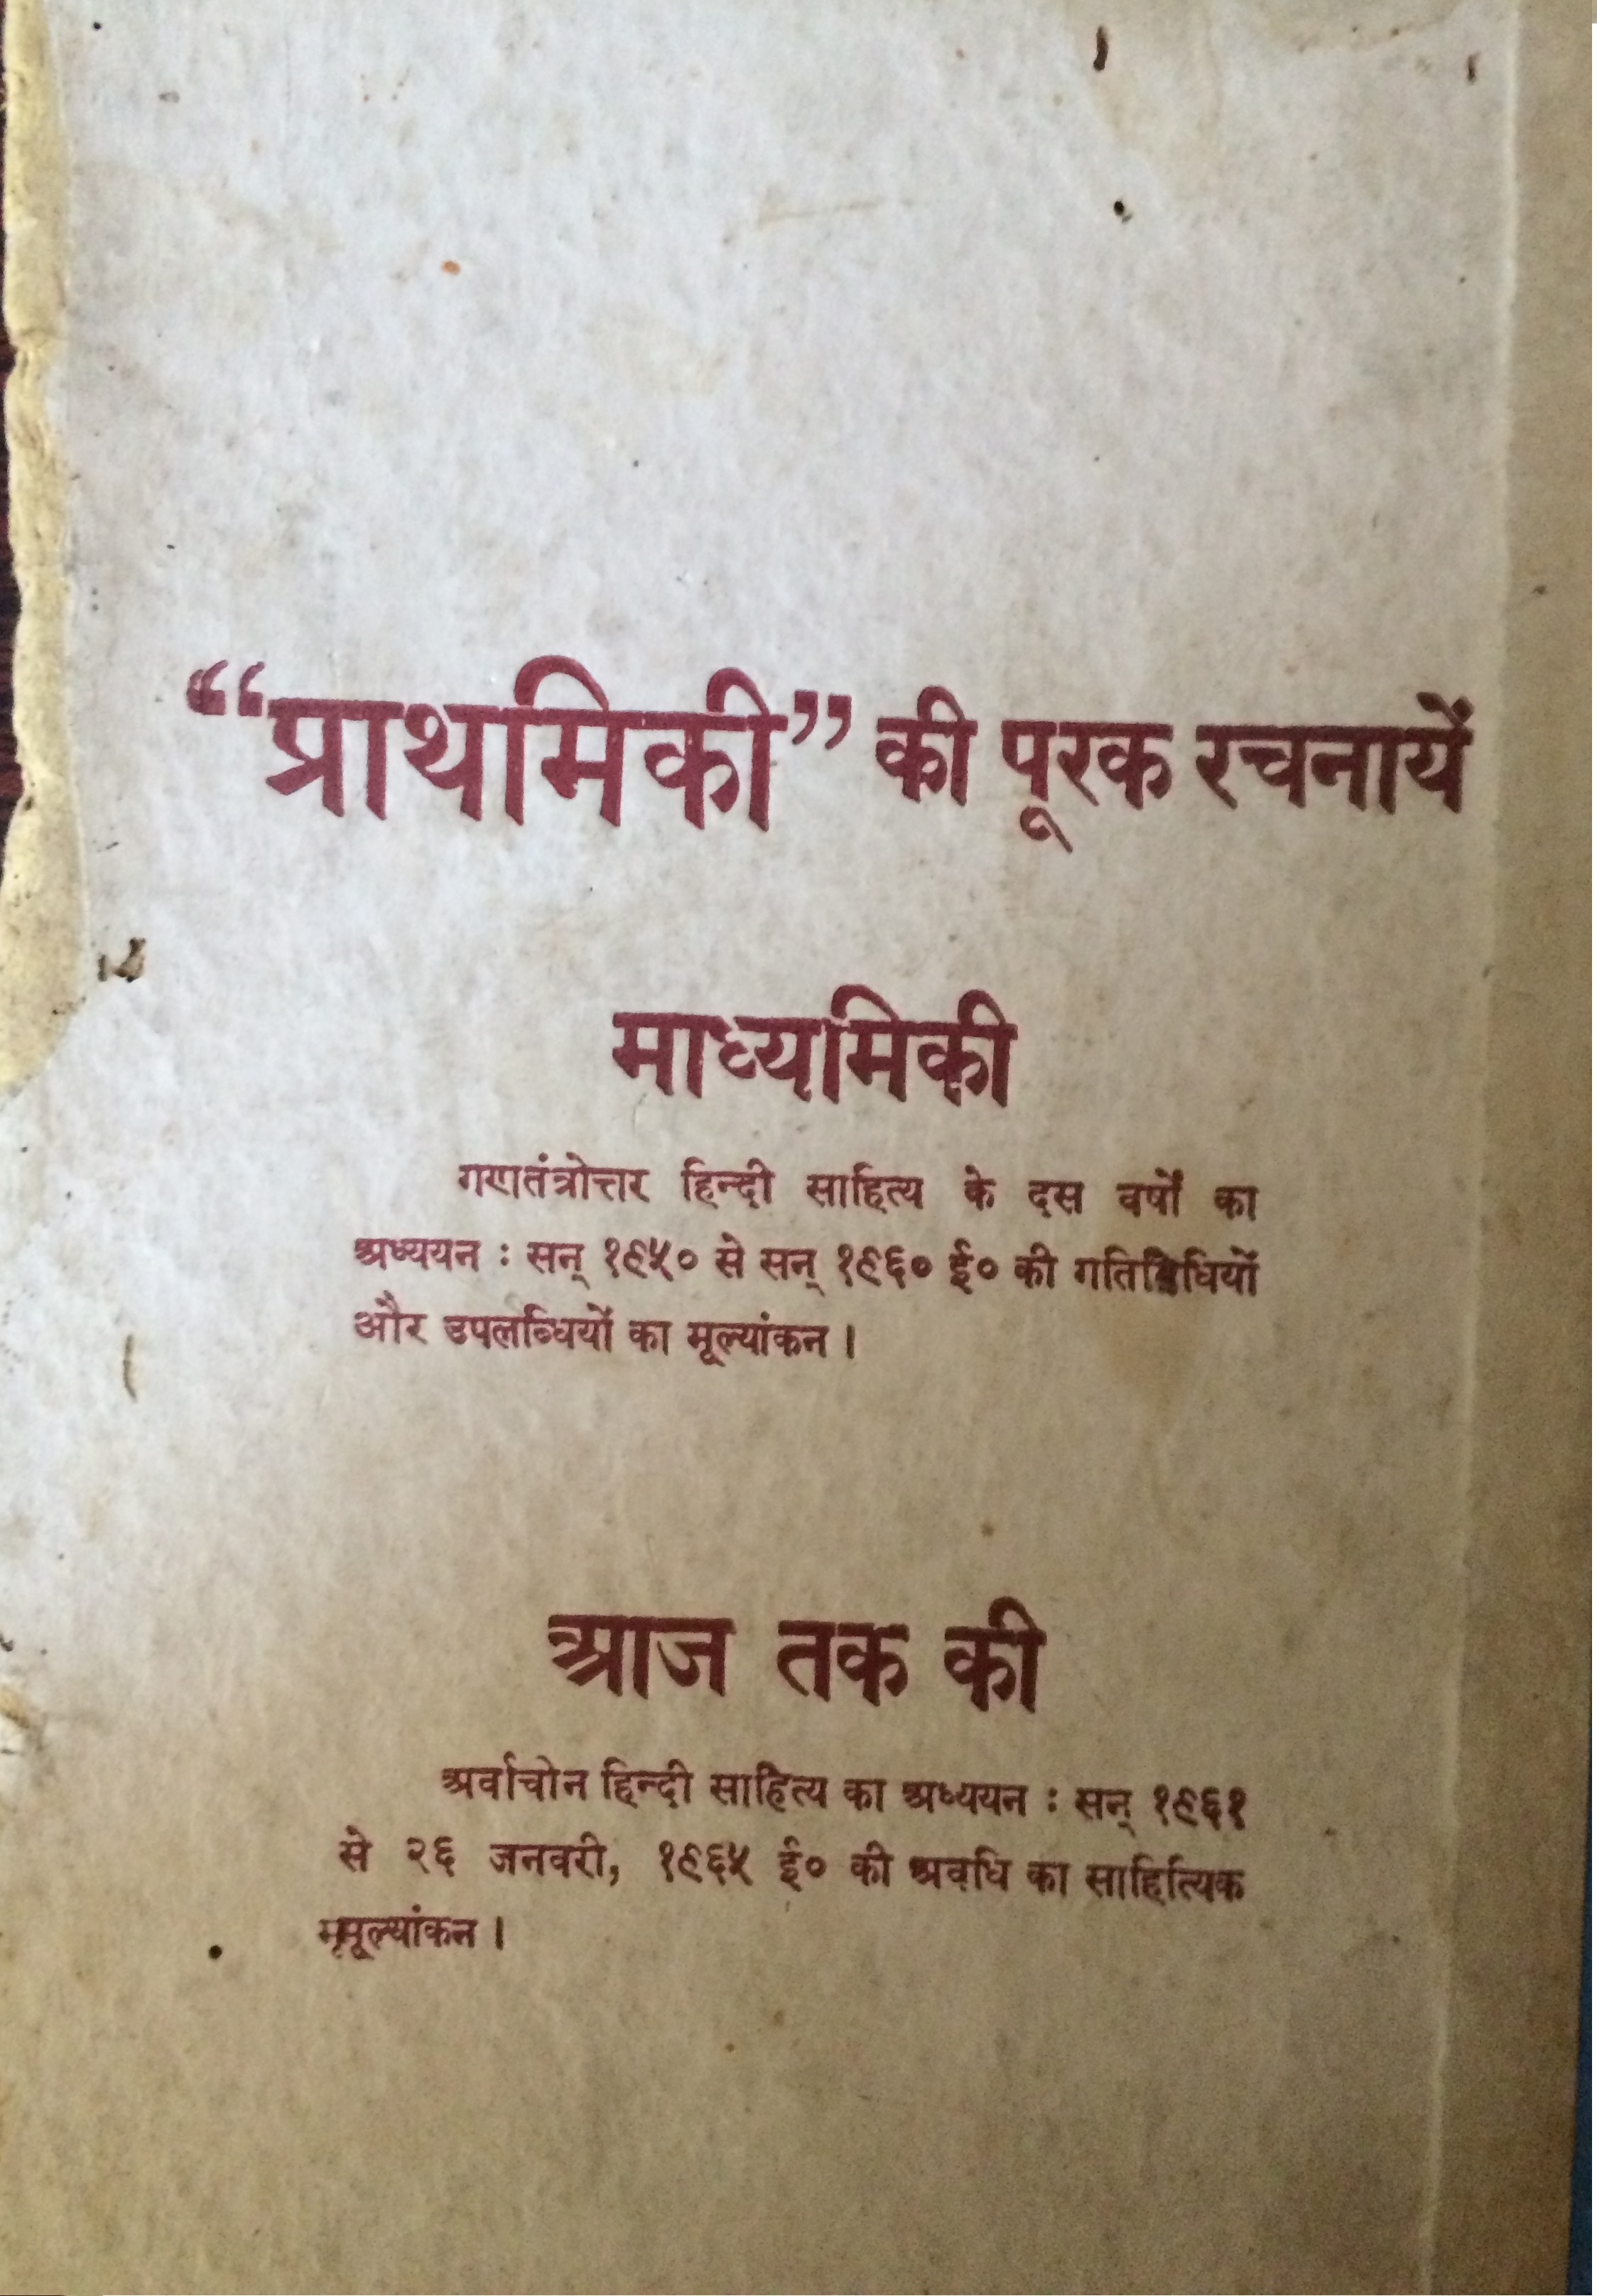 “प्राथमिकी” की पूरक रचनायें
माध्यमिकी
गणतंत्रोत्तर हिन्दी साहित्य के दस वर्षों का
अध्ययन : सन् १९५० से सन् १९६० ई० की गतिविधियों
और उपलब्धियों का मूल्यांकन ।
आज तक की
अर्वाचोन हिन्दी साहित्य का अध्ययन : सन् १९६१
से २६ जनवरी, १९६५ ई० की अवधि का साहित्यिक
मूल्यांकन ।